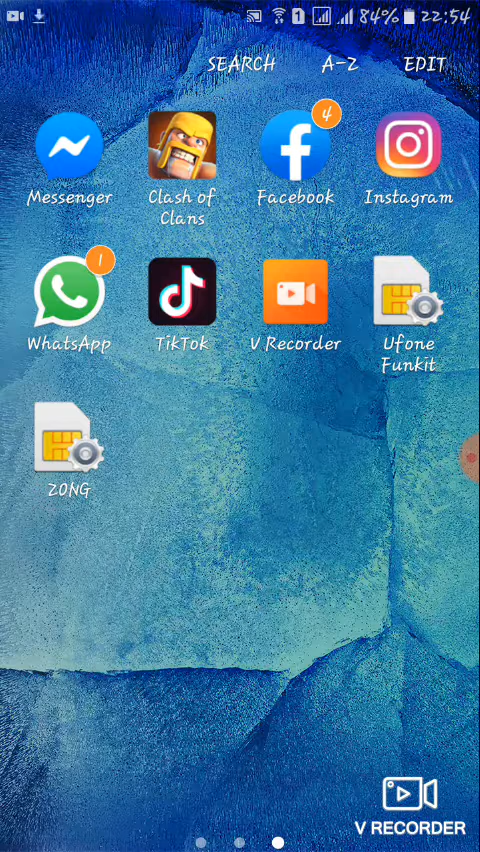 1 84% 22:54
SEARCH A-Z EDIT
4
Messenger Clash of Clans Facebook Instagram
1
WhatsApp TikTok V Recorder Ufone Funkit
ZONG
V RECORDER